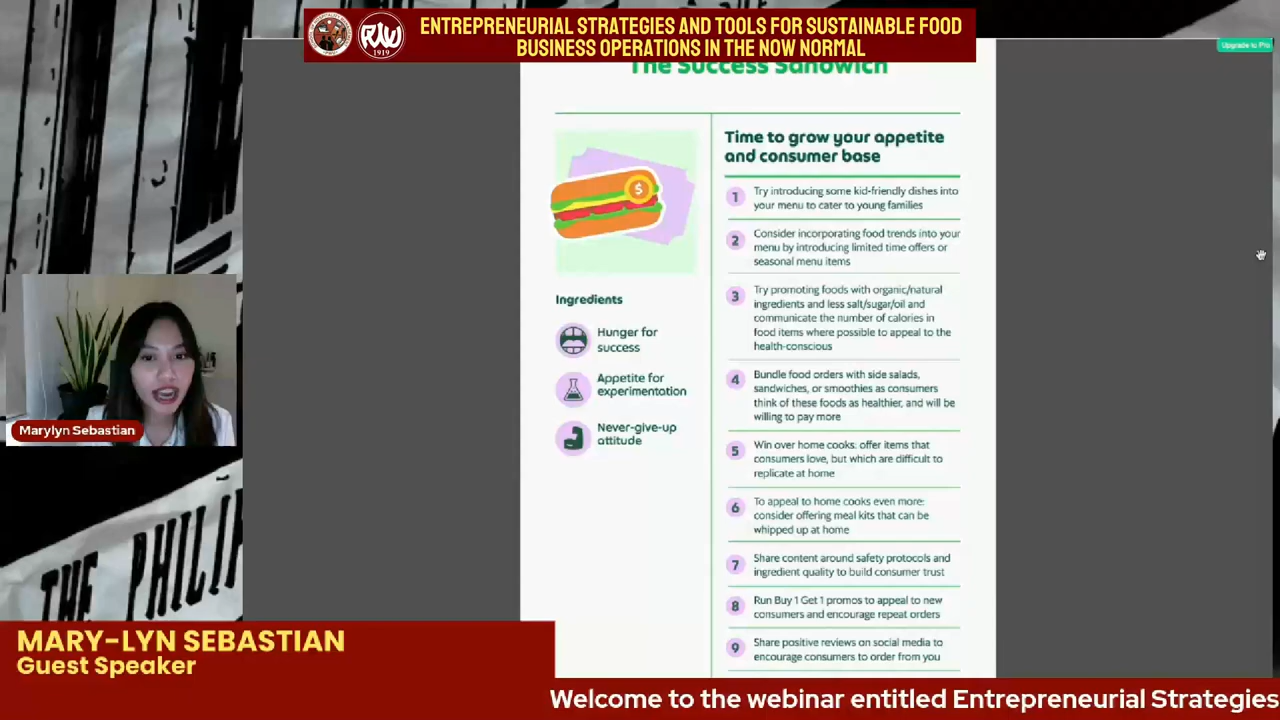 ENTREPRENEURIAL STRATEGIES AND TOOLS FOR SUSTAINABLE FOOD
BUSINESS OPERATIONS IN THE NOW NORMAL
RAW
1919
Upgrade to Pro
The Success Sandwich
Time to grow your appetite
and consumer base
$
1 Try introducing some kid-friendly dishes into
your menu to cater to young families
2 Consider incorporating food trends into your
menu by introducing limited time offers or
seasonal menu items
3 Try promoting foods with organic/natural
ingredients and less salt/sugar/oil and
communicate the number of calories in
food items where possible to appeal to the
health-conscious
4 Bundle food orders with side salads,
sandwiches, or smoothies as consumers
think of these foods as healthier, and will be
willing to pay more
5 Win over home cooks: offer items that
consumers love, but which are difficult to
replicate at home
6 To appeal to home cooks even more:
consider offering meal kits that can be
whipped up at home
7 Share content around safety protocols and
ingredient quality to build consumer trust
8 Run Buy 1 Get 1 promos to appeal to new
consumers and encourage repeat orders
9 Share positive reviews on social media to
encourage consumers to order from you
Ingredients
Hunger for
success
Appetite for
experimentation
Never-give-up
attitude
Marylyn Sebastian
THE PHILI
MARY-LYN SEBASTIAN
Guest Speaker
Welcome to the webinar entitled Entrepreneurial Strategies